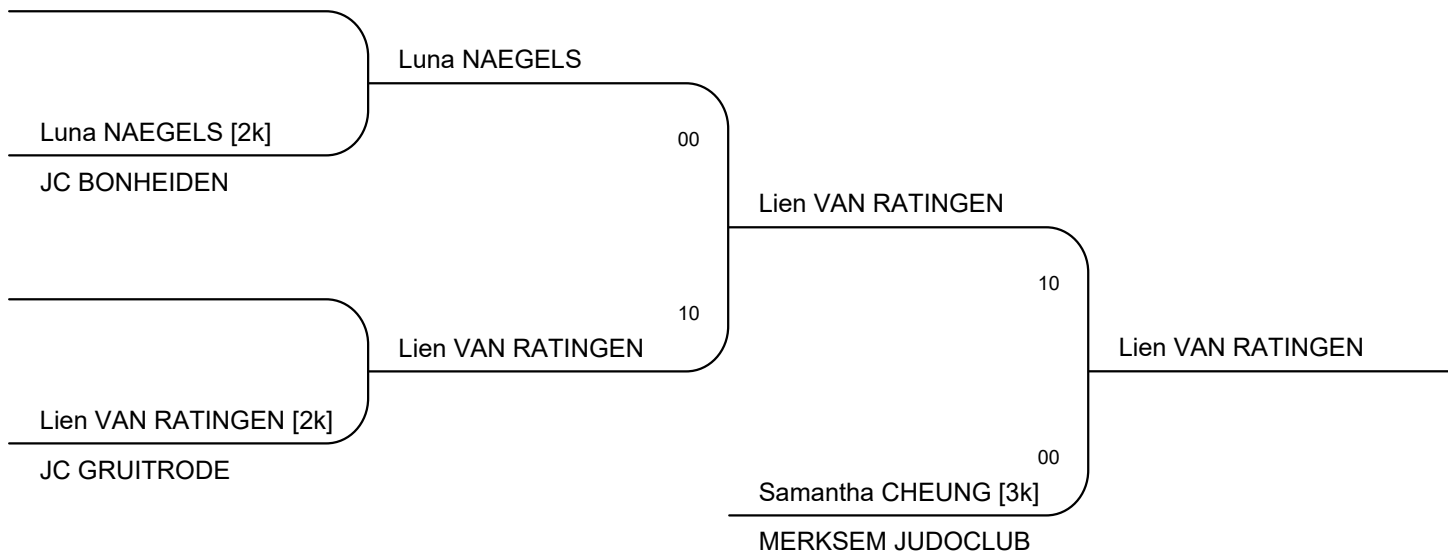 Luna NAEGELS
Luna NAEGELS [2k]
00
JC BONHEIDEN
Lien VAN RATINGEN
10
10
Lien VAN RATINGEN
Lien VAN RATINGEN
Lien VAN RATINGEN [2k]
JC GRUITRODE
00
Samantha CHEUNG [3k]
MERKSEM JUDOCLUB